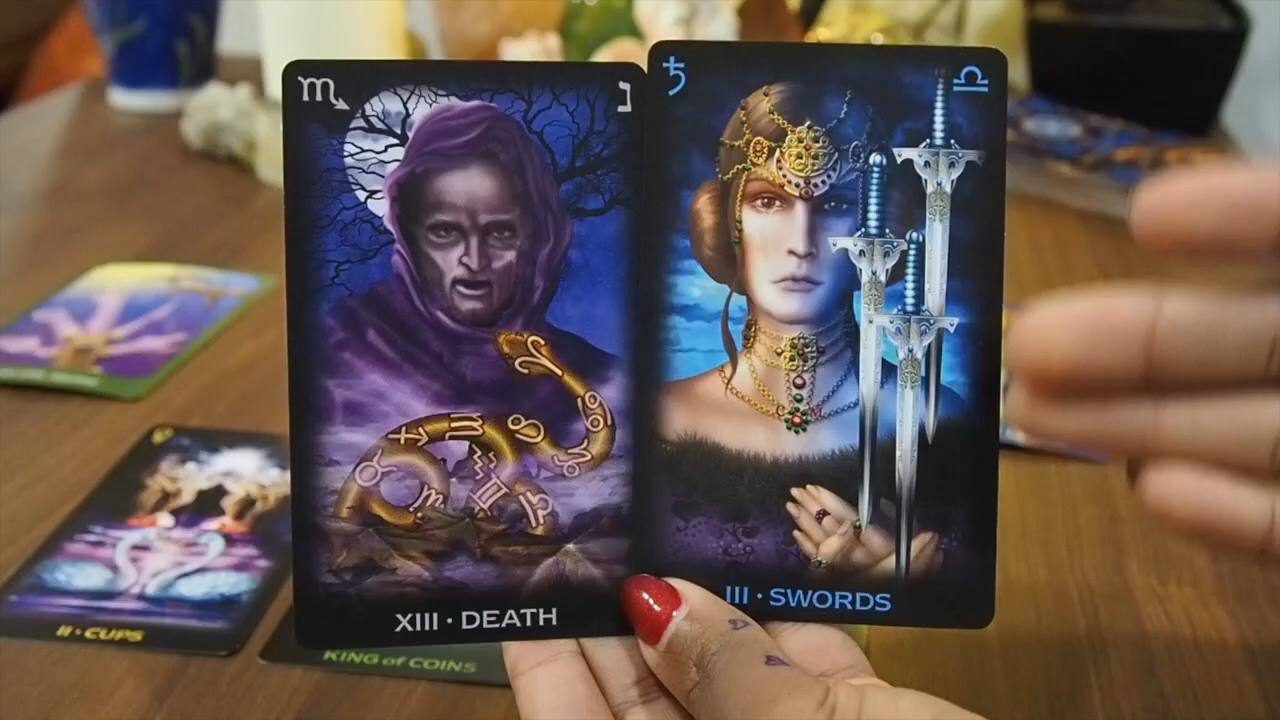 נ
XIII · DEATH
III · SWORDS
II · CUPS
KING of COINS